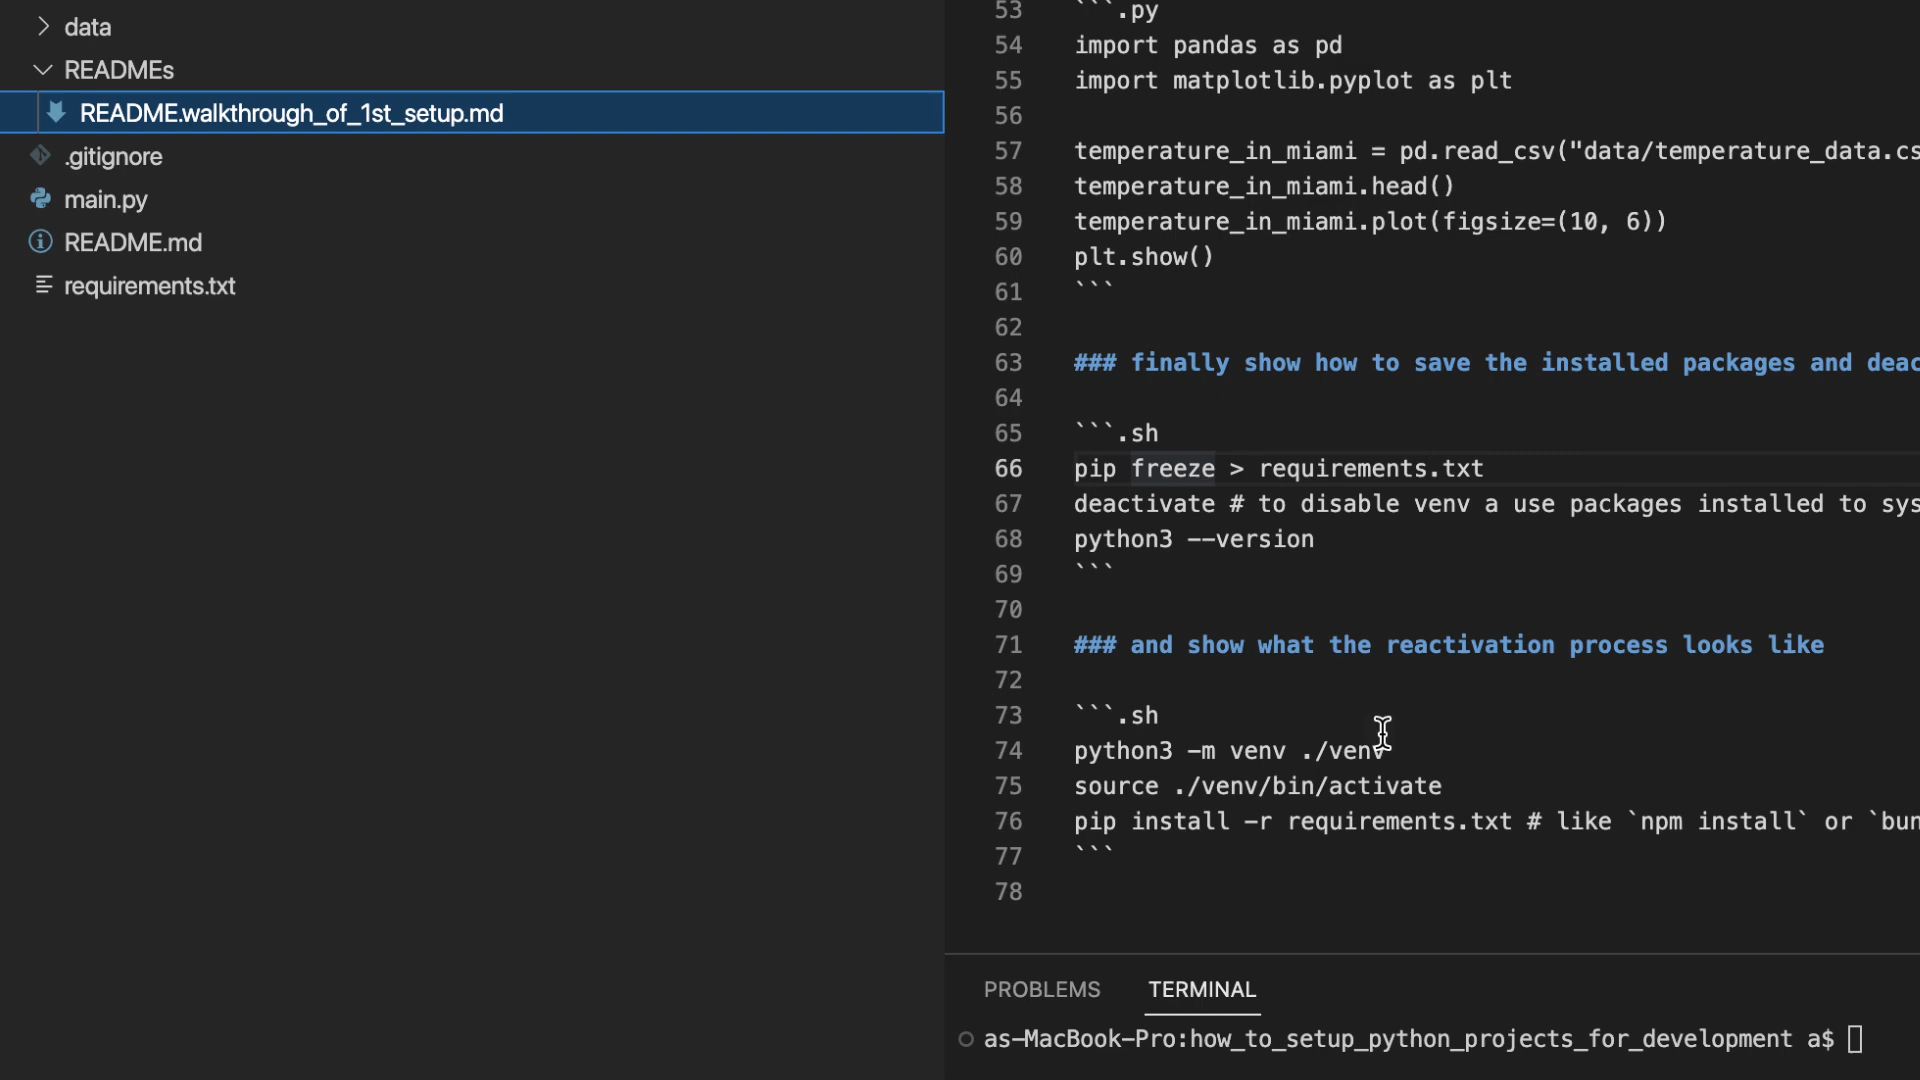 data
READMEs
README.walkthrough_of_1st_setup.md
.gitignore
main.py
README.md
requirements.txt
53 ```.py
54 import pandas as pd
55 import matplotlib.pyplot as plt
56
57 temperature_in_miami = pd.read_csv("data/temperature_data.cs
58 temperature_in_miami.head()
59 temperature_in_miami.plot(figsize=(10, 6))
60 plt.show()
61 ```
62
63 ### finally show how to save the installed packages and deac
64
65 ```.sh
66 pip freeze > requirements.txt
67 deactivate # to disable venv a use packages installed to sys
68 python3 --version
69 ```
70
71 ### and show what the reactivation process looks like
72
73 ```.sh
74 python3 -m venv ./venv
75 source ./venv/bin/activate
76 pip install -r requirements.txt # like `npm install` or `bun
77 ```
78
PROBLEMS TERMINAL
as-MacBook-Pro:how_to_setup_python_projects_for_development a$